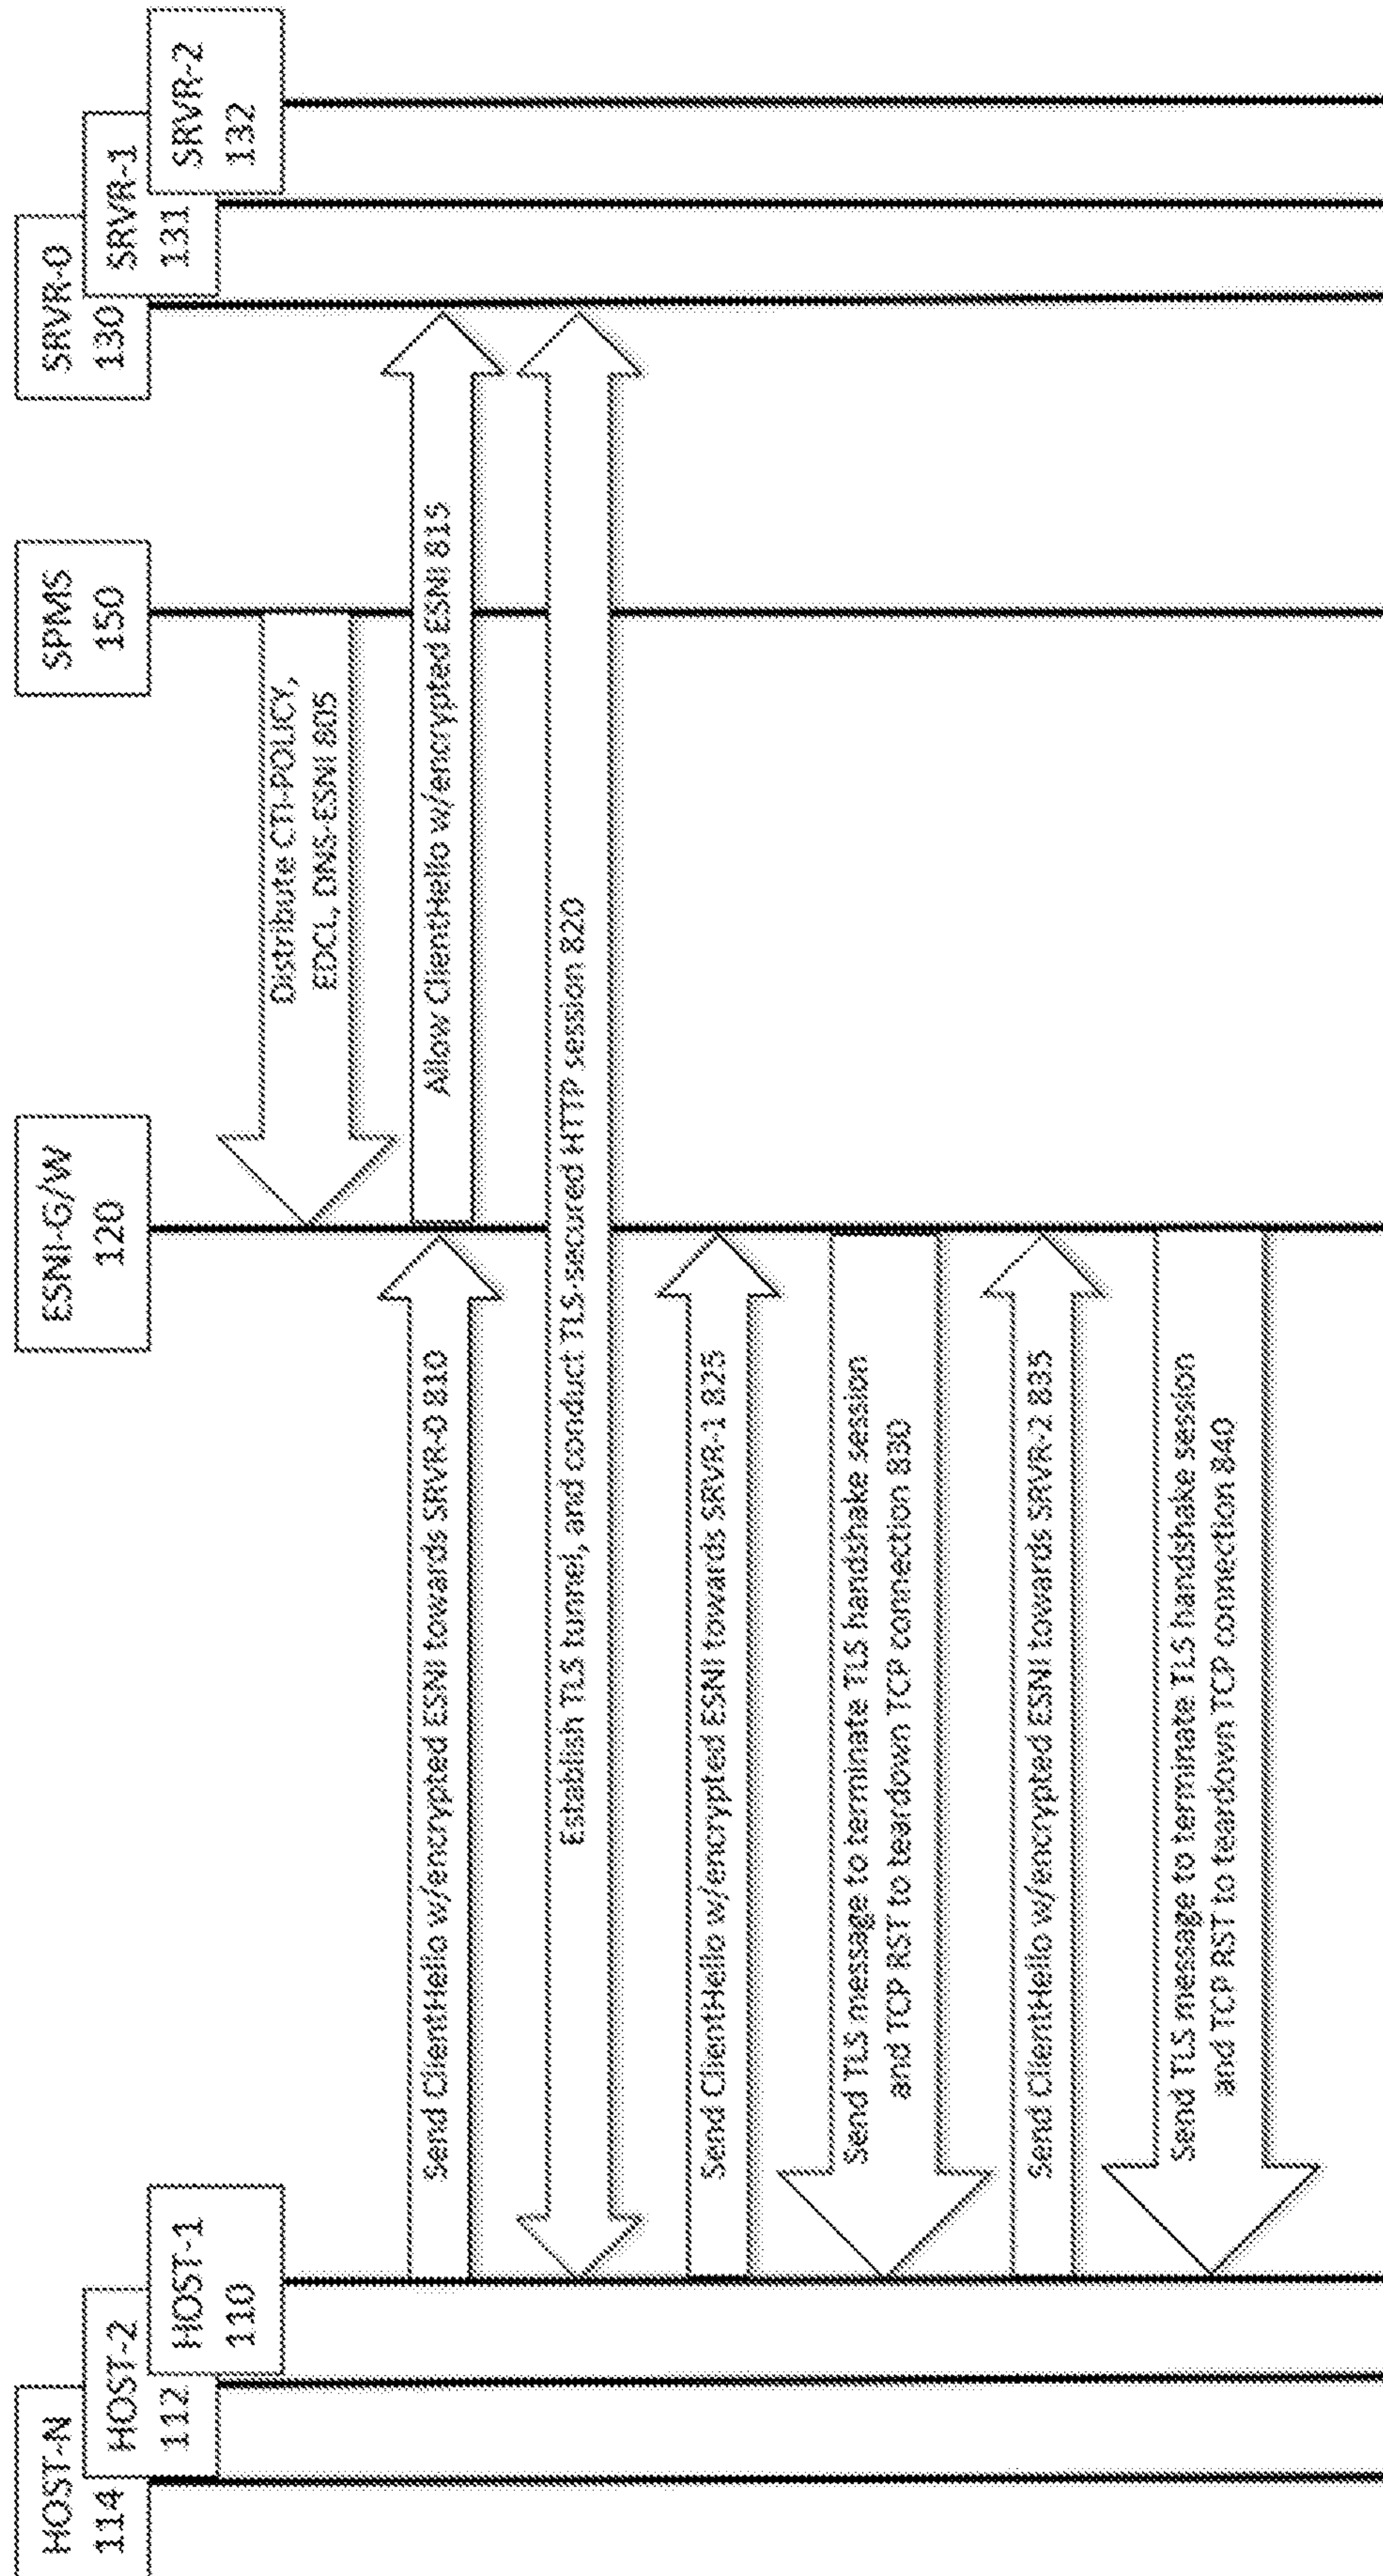 HOST-N
114
HOST-2
112
HOST-1
110
ESNI-G/W
120
SPMS
150
SRVR-0
130
SRVR-1
131
SRVR-2
132
Distribute CTI-POLICY,
EDCL, DNS-ESNI 805
Send ClientHello w/encrypted ESNI towards SRVR-0 810
Allow ClientHello w/encrypted ESNI 815
Establish TLS tunnel, and conduct TLS-secured HTTP session 820
Send ClientHello w/encrypted ESNI towards SRVR-1 825
Send TLS message to terminate TLS handshake session
and TCP RST to teardown TCP connection 830
Send ClientHello w/encrypted ESNI towards SRVR-2 835
Send TLS message to terminate TLS handshake session
and TCP RST to teardown TCP connection 840